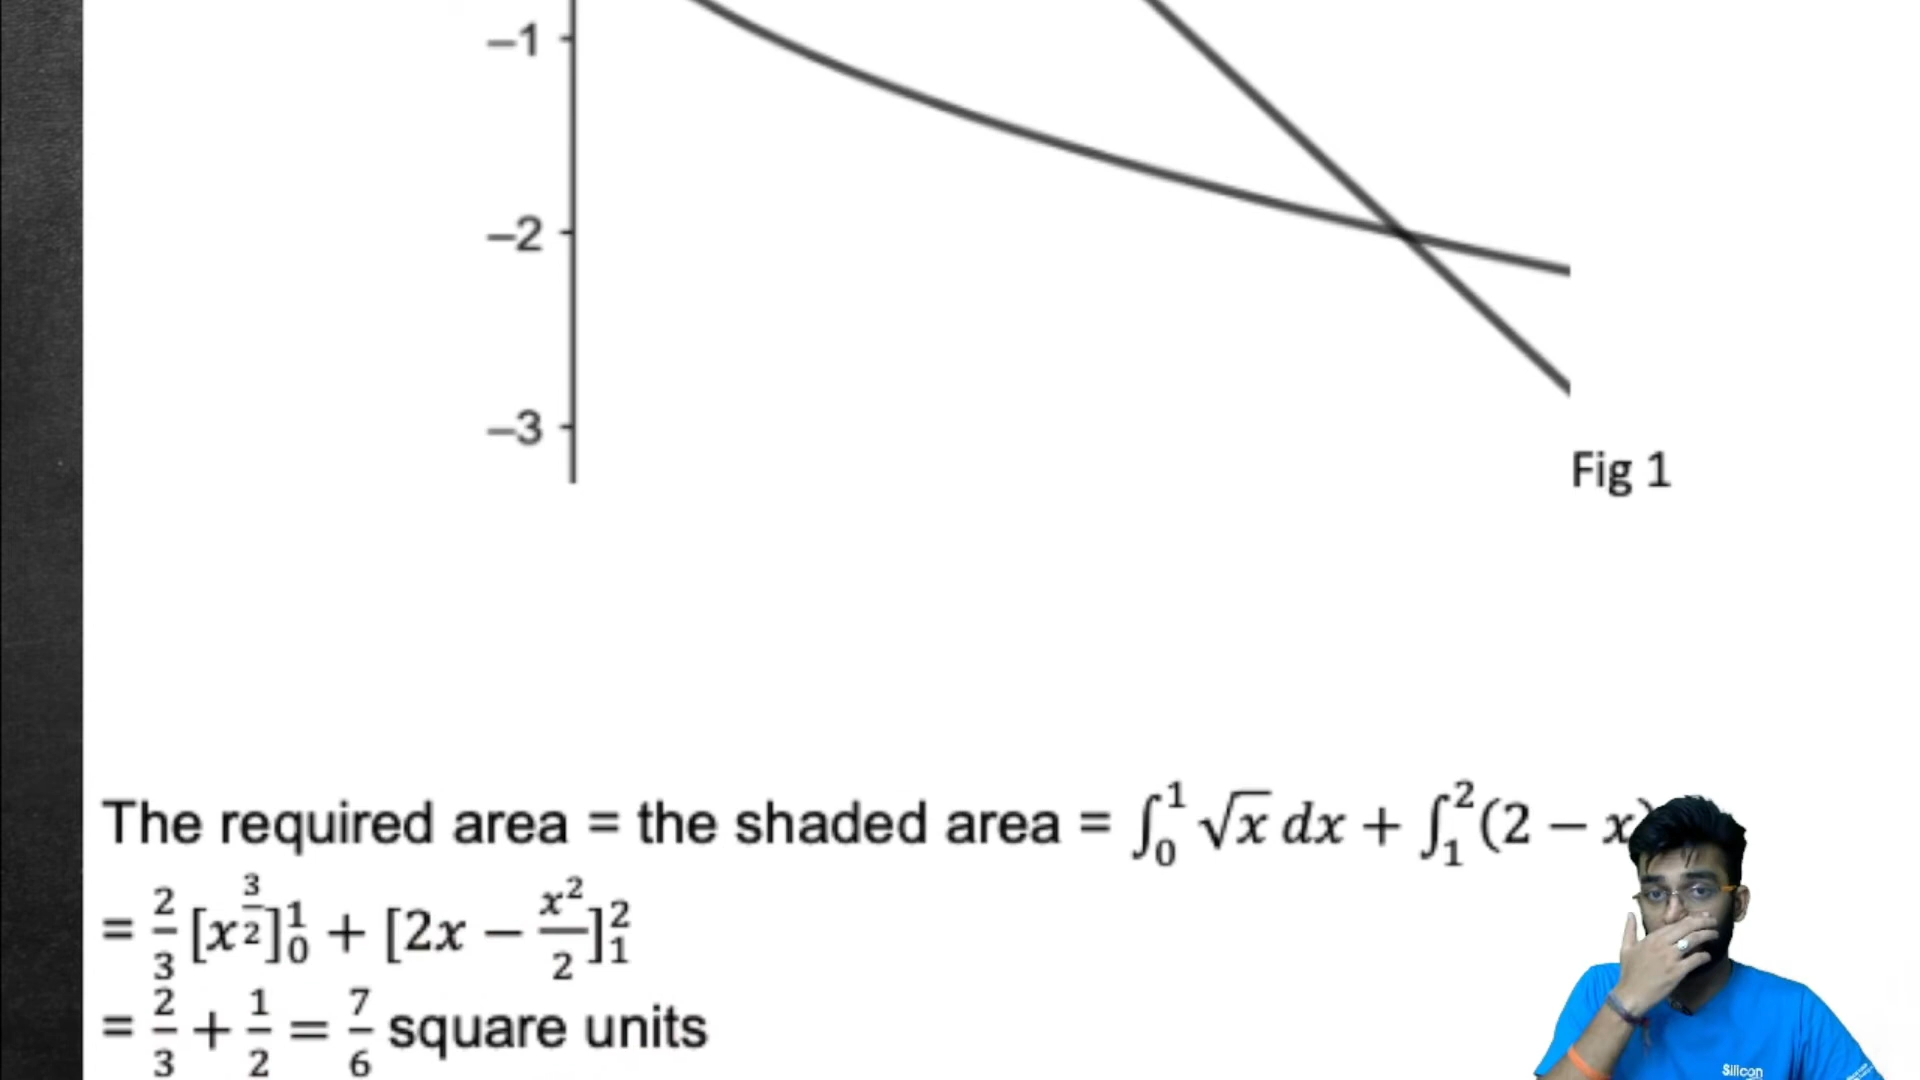 –1
–2
–3
Fig 1
The required area = the shaded area = ∫₀¹ √x dx + ∫₁²(2 – x)
= 2/3 [x^(3/2)]₀¹ + [2x – x²/2]₁²
= 2/3 + 1/2 = 7/6 square units
Silicon